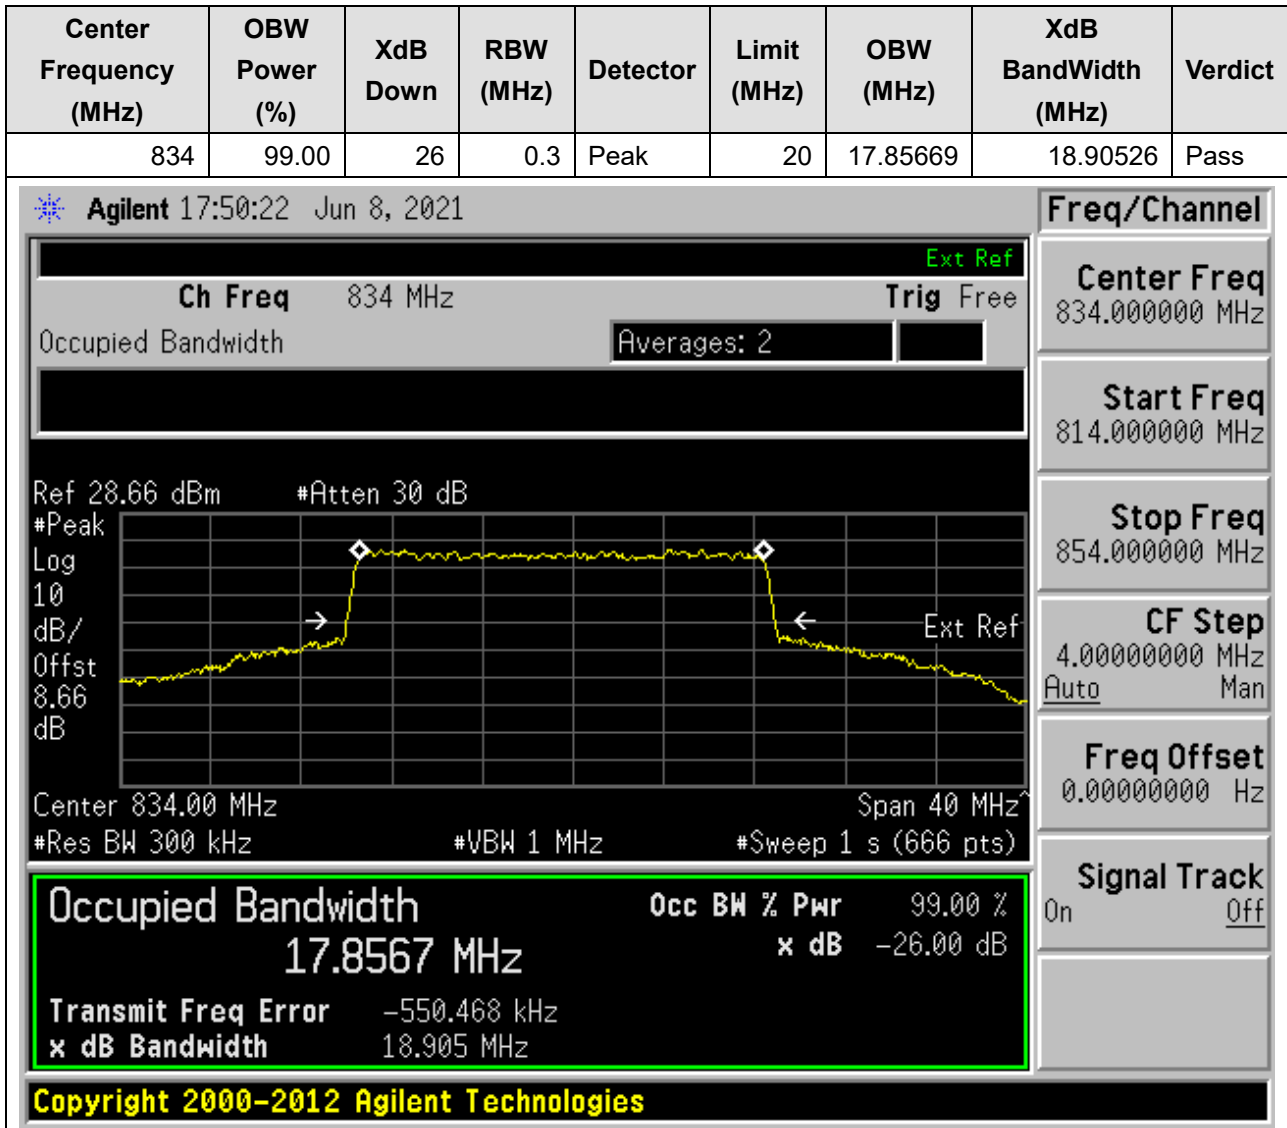 Center Frequency (MHz) OBW Power (%) XdB Down RBW (MHz) Detector Limit (MHz) OBW (MHz) XdB BandWidth (MHz) Verdict
834 99.00 26 0.3 Peak 20 17.85669 18.90526 Pass
Agilent 17:50:22 Jun 8, 2021
Freq/Channel
Ext Ref
Ch Freq 834 MHz Trig Free
Occupied Bandwidth Averages: 2
Center Freq
834.000000 MHz
Start Freq
814.000000 MHz
Stop Freq
854.000000 MHz
CF Step
4.00000000 MHz
Auto Man
Freq Offset
0.00000000 Hz
Signal Track
On Off
Ref 28.66 dBm #Atten 30 dB
#Peak
Log
10
dB/
Offst
8.66
dB
Ext Ref
Center 834.00 MHz Span 40 MHz^
#Res BW 300 kHz #VBW 1 MHz #Sweep 1 s (666 pts)
Occupied Bandwidth Occ BW % Pwr 99.00 %
17.8567 MHz x dB -26.00 dB
Transmit Freq Error -550.468 kHz
x dB Bandwidth 18.905 MHz
Copyright 2000-2012 Agilent Technologies